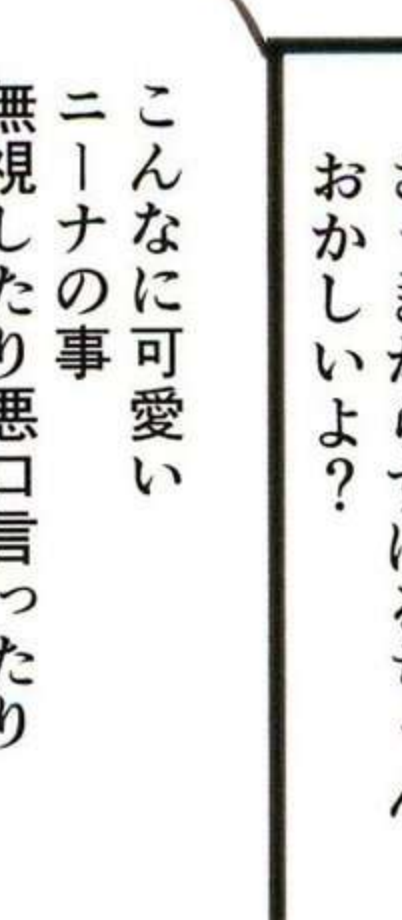 おかしいよ？
こんなに可愛い
ニーナの事
無視したり悪口言ったり